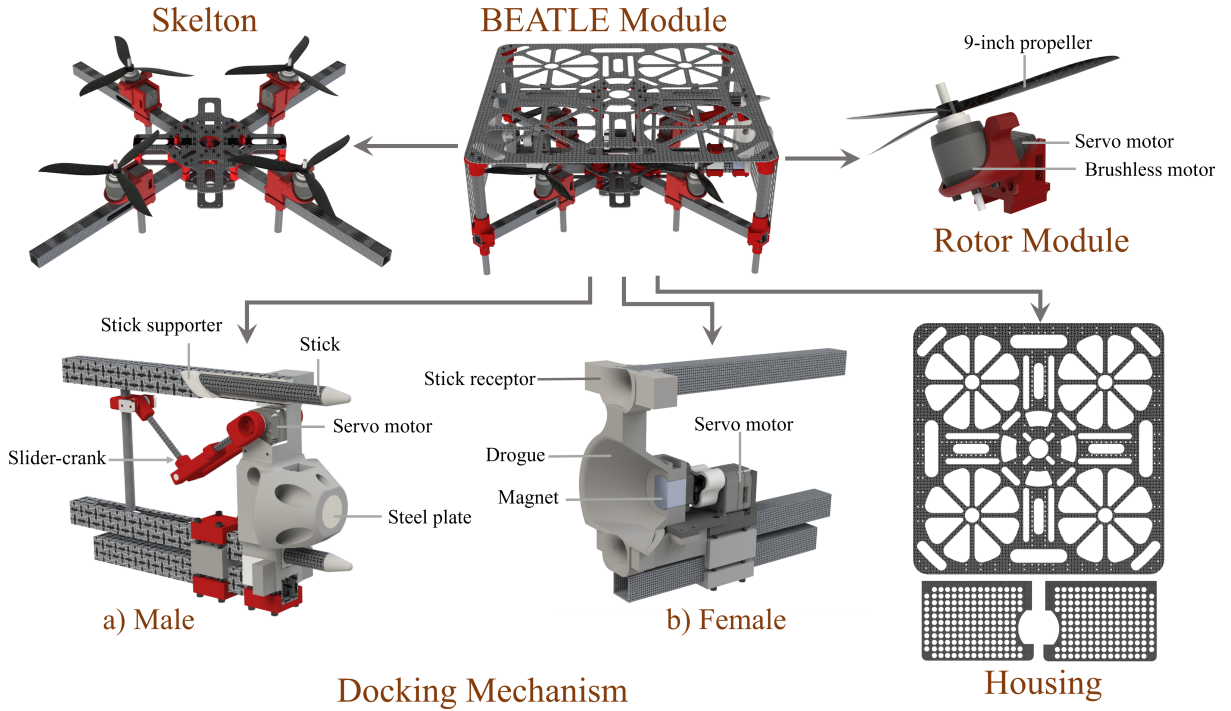 Skelton
BEATLE Module
9-inch propeller
Servo motor
Brushless motor
Rotor Module
Stick supporter
Stick
Servo motor
Slider-crank
Steel plate
a) Male
Stick receptor
Servo motor
Drogue
Magnet
b) Female
Docking Mechanism
Housing